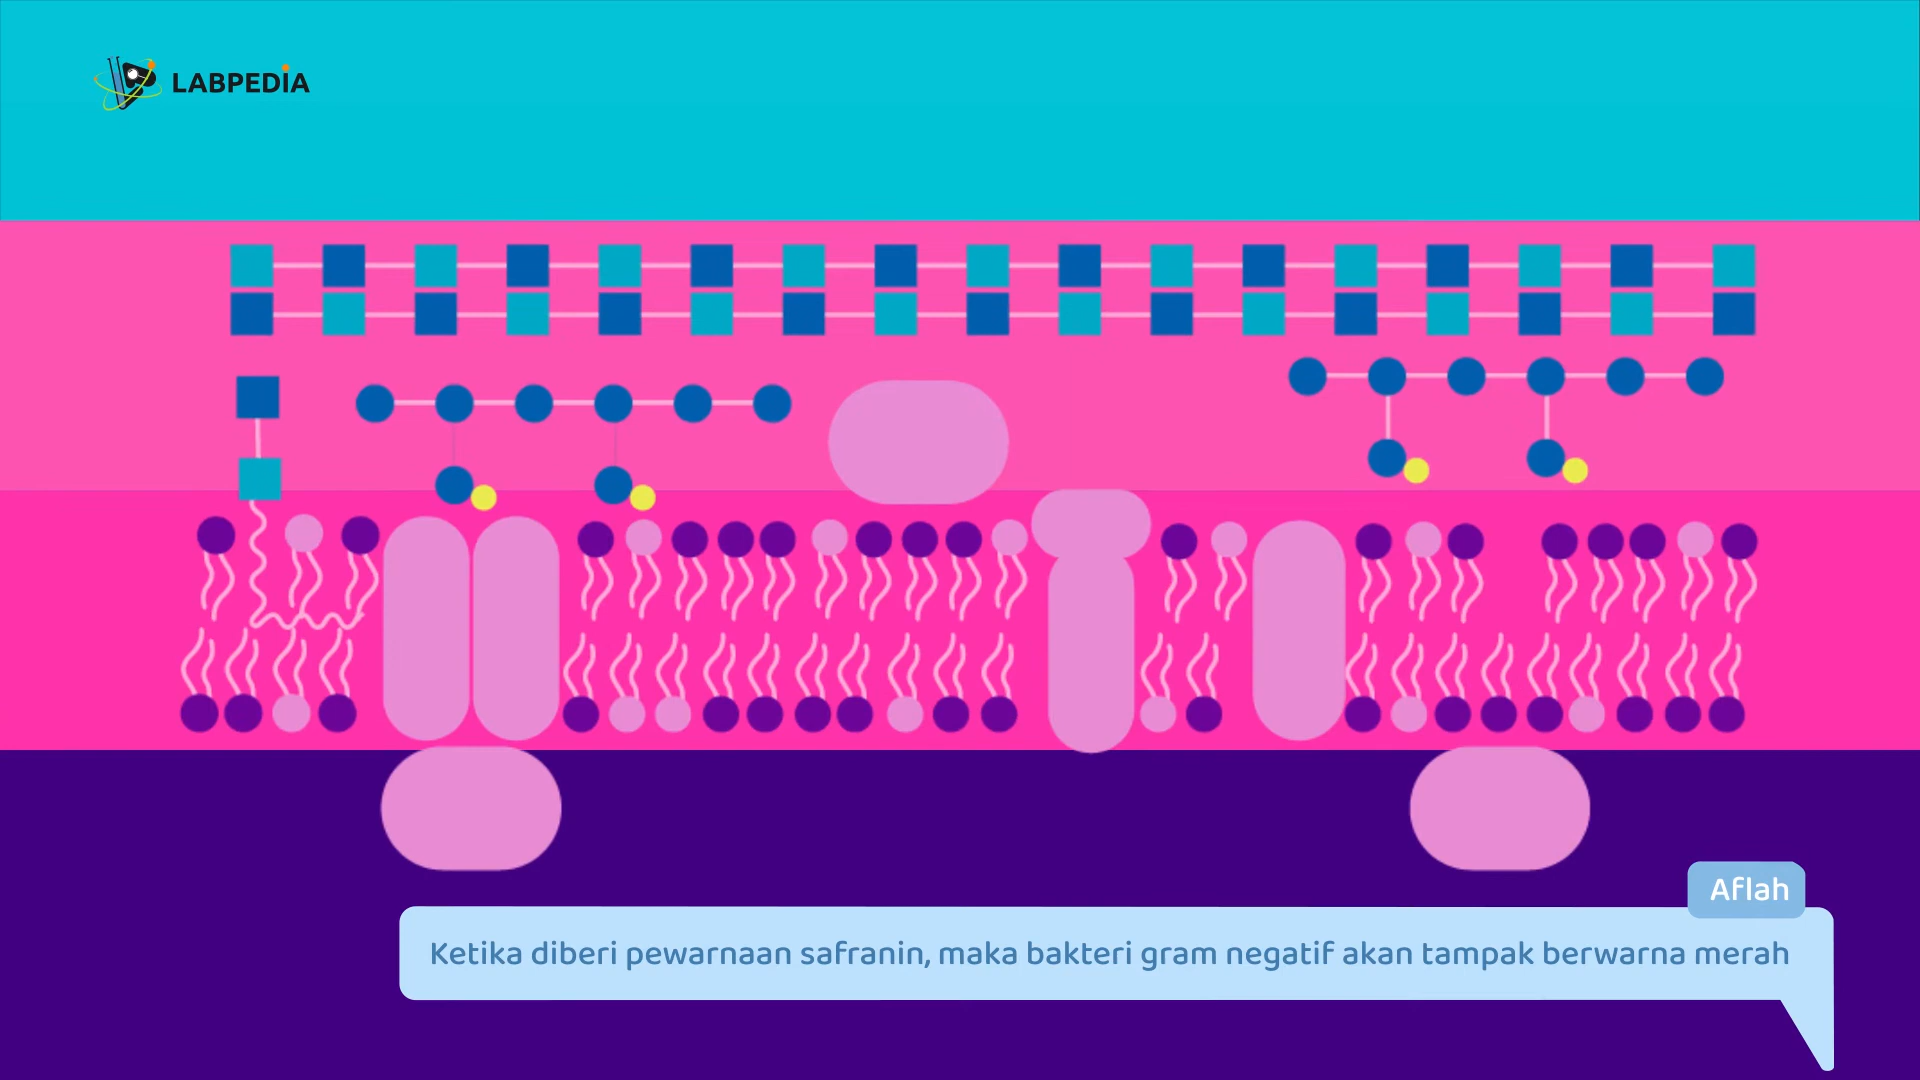 LABPEDIA
Aflah
Ketika diberi pewarnaan safranin, maka bakteri gram negatif akan tampak berwarna merah